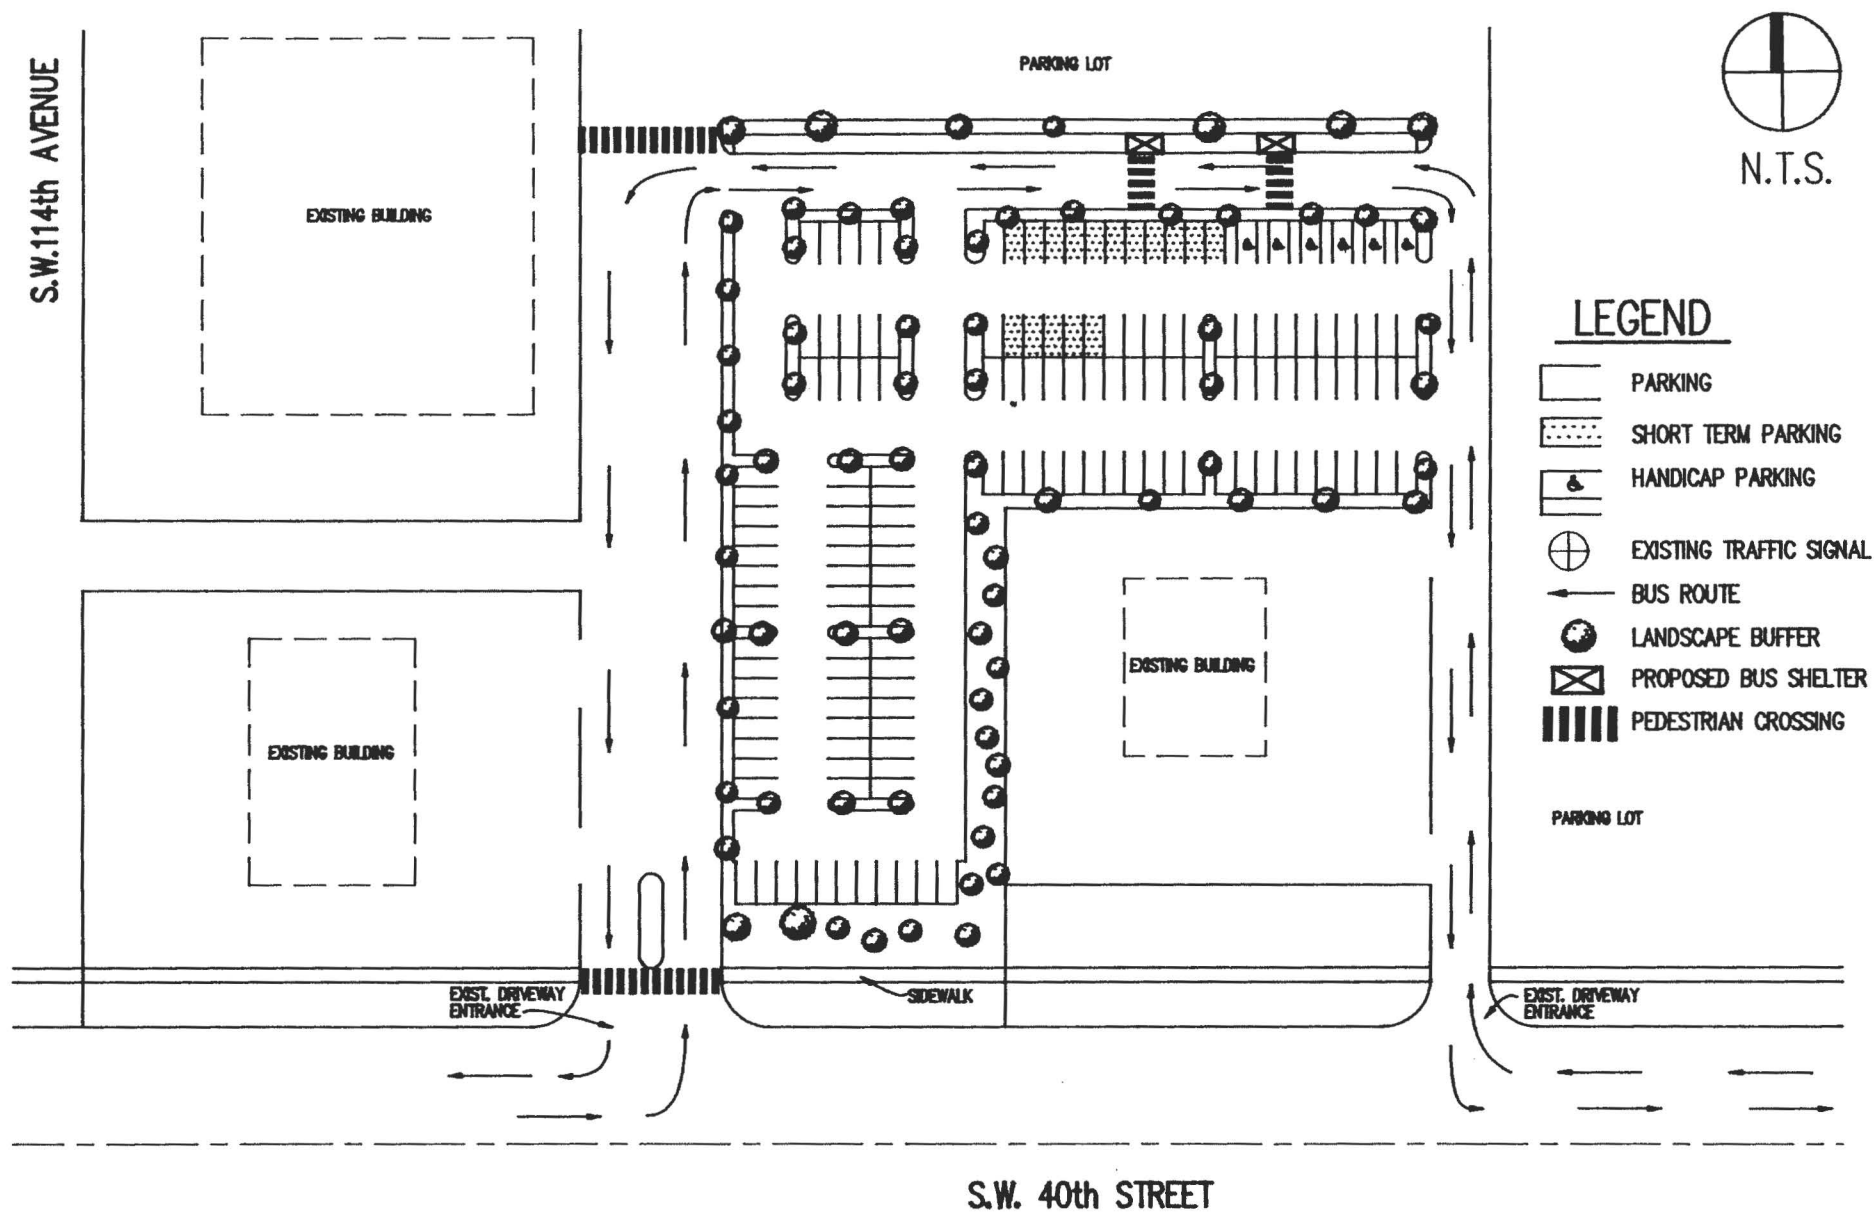 S.W.114th AVENUE
PARKING LOT
N.T.S.
EXISTING BUILDING
LEGEND
PARKING
SHORT TERM PARKING
HANDICAP PARKING
EXISTING TRAFFIC SIGNAL
BUS ROUTE
LANDSCAPE BUFFER
PROPOSED BUS SHELTER
PEDESTRIAN CROSSING
EXISTING BUILDING
EXISTING BUILDING
PARKING LOT
EXIST. DRIVEWAY
ENTRANCE
SIDEWALK
EXIST. DRIVEWAY
ENTRANCE
S.W. 40th STREET